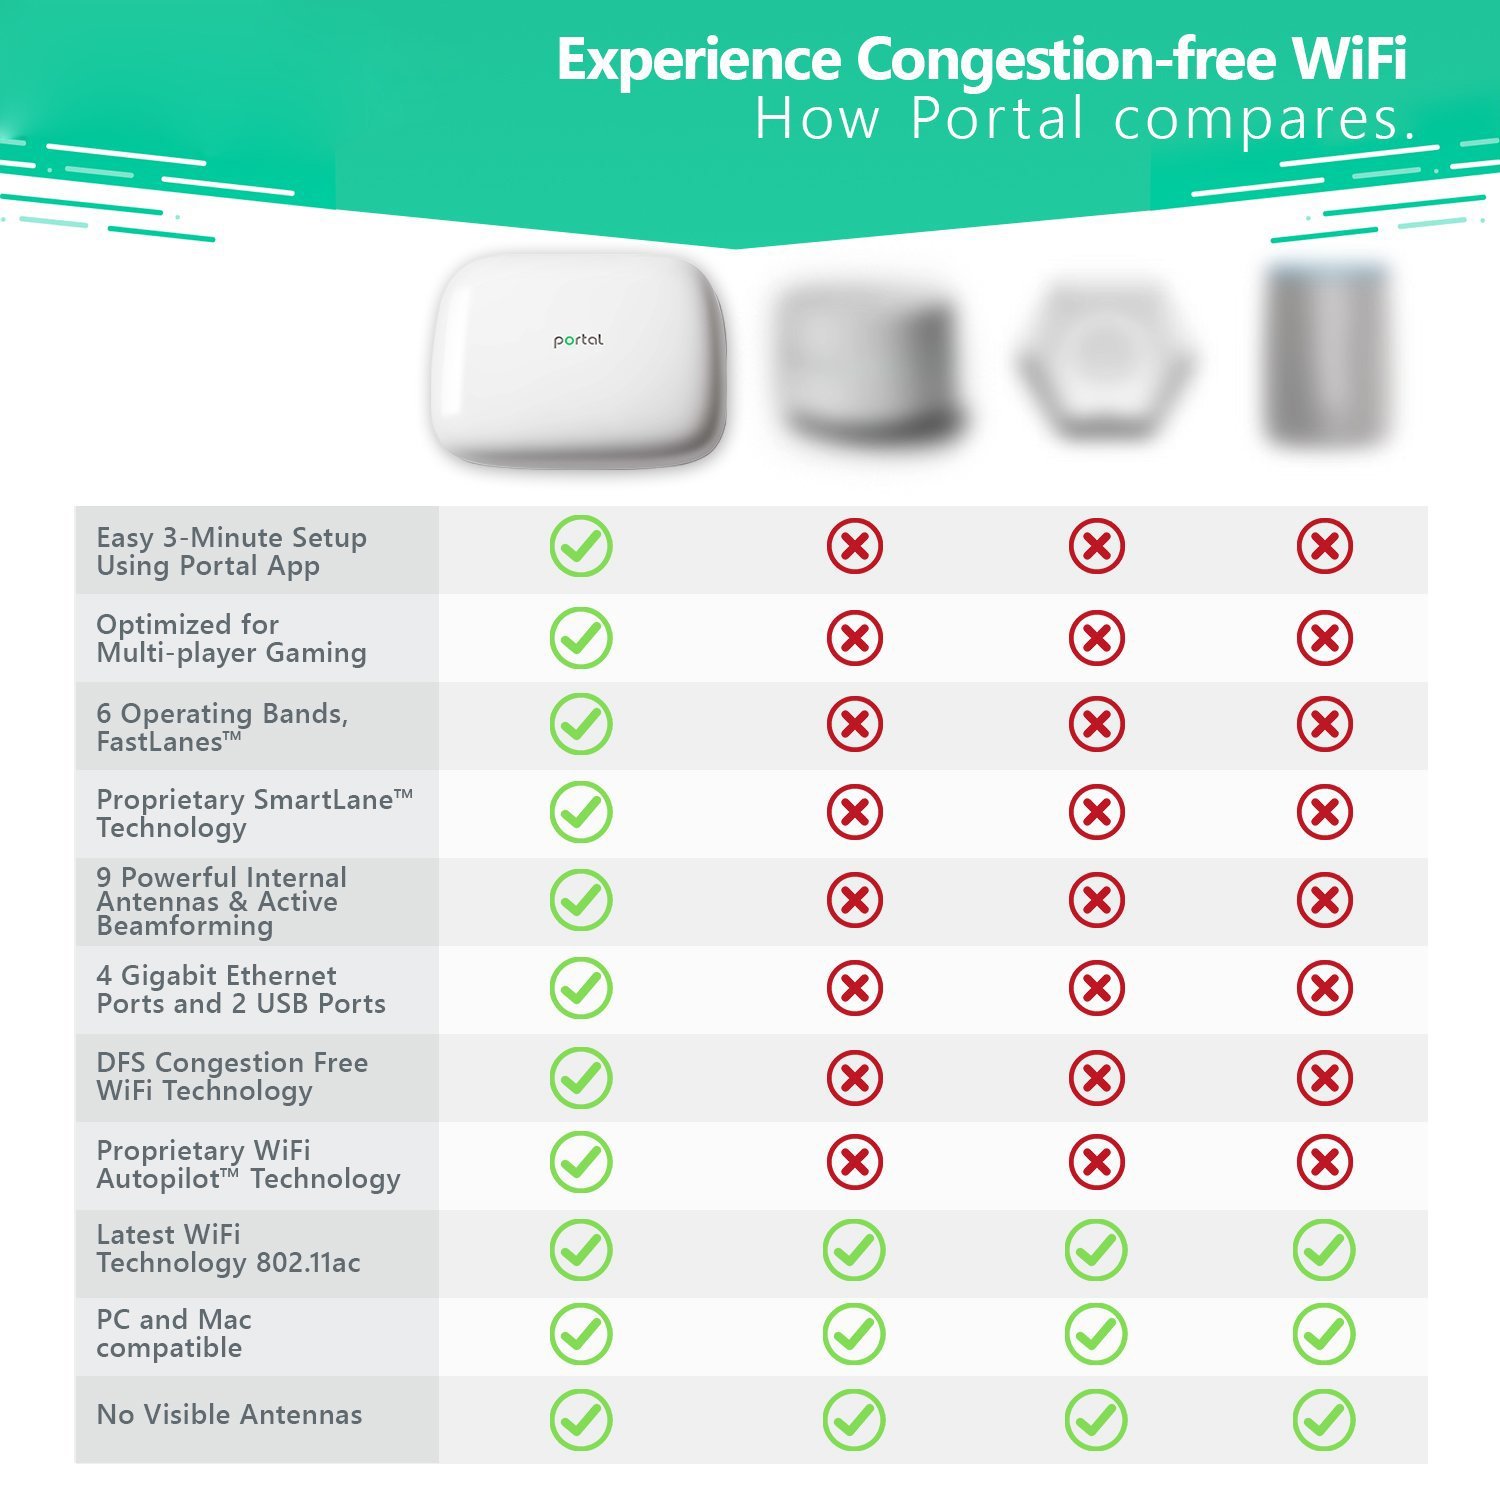 Experience Congestion-free WiFi
How Portal compares.
portal
Easy 3-Minute Setup
Using Portal App
Optimized for
Multi-player Gaming
6 Operating Bands,
FastLanes™
Proprietary SmartLane™
Technology
9 Powerful Internal
Antennas & Active
Beamforming
4 Gigabit Ethernet
Ports and 2 USB Ports
DFS Congestion Free
WiFi Technology
Proprietary WiFi
Autopilot™ Technology
Latest WiFi
Technology 802.11ac
PC and Mac
compatible
No Visible Antennas